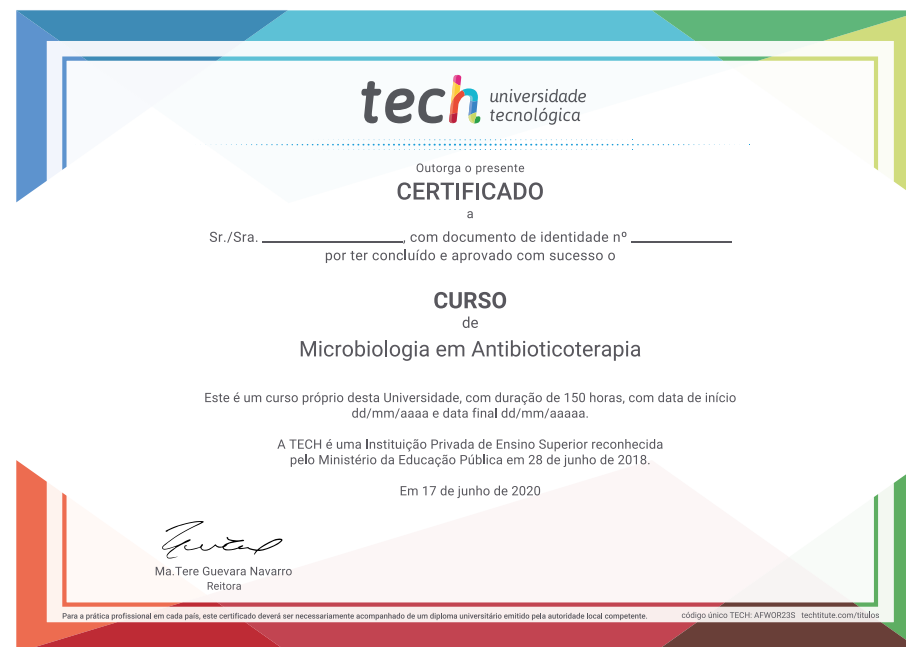 tech universidade
tecnológica
Outorga o presente
CERTIFICADO
a
Sr./Sra. ____________, com documento de identidade nº ____________
por ter concluído e aprovado com sucesso o
CURSO
de
Microbiologia em Antibioticoterapia
Este é um curso próprio desta Universidade, com duração de 150 horas, com data de início
dd/mm/aaaa e data final dd/mm/aaaaa.
A TECH é uma Instituição Privada de Ensino Superior reconhecida
pelo Ministério da Educação Pública em 28 de junho de 2018.
Em 17 de junho de 2020
Ma.Tere Guevara Navarro
Reitora
Para a prática profissional em cada país, este certificado deverá ser necessariamente acompanhado de um diploma universitário emitido pela autoridade local competente.
código único TECH: AFWOR23S techtitute.com/titulos